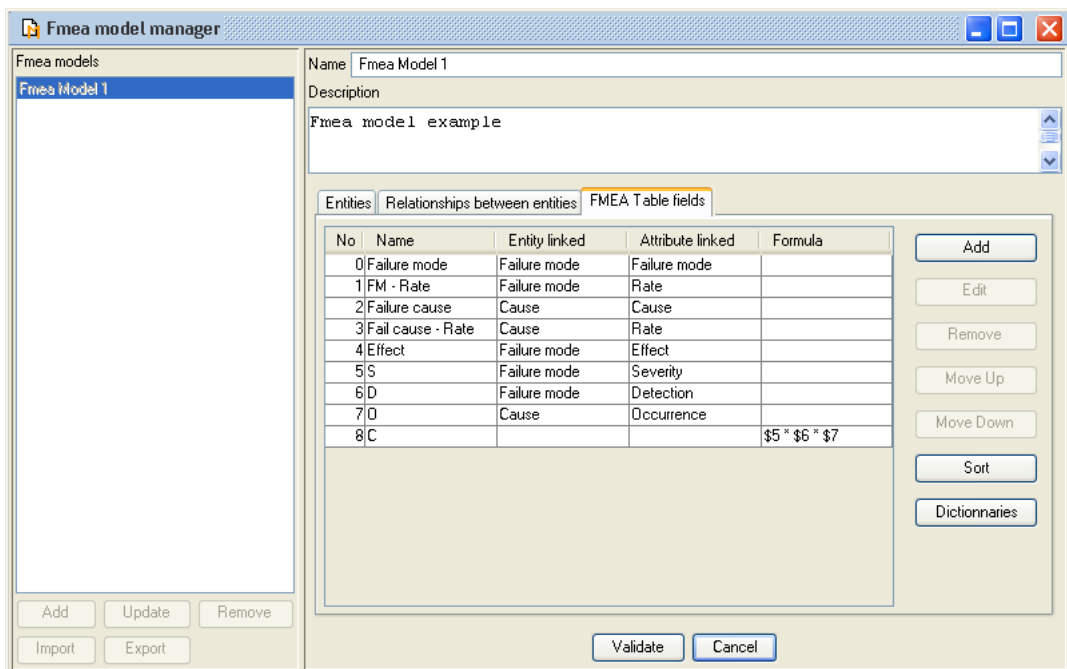 Fmea model manager
Fmea models
Fmea Model 1
Add Update Remove
Import Export
Name Fmea Model 1
Description
Fmea model example
Entities Relationships between entities FMEA Table fields
No Name Entity linked Attribute linked Formula
0 Failure mode Failure mode Failure mode
1 FM - Rate Failure mode Rate
2 Failure cause Cause Cause
3 Fail cause - Rate Cause Rate
4 Effect Failure mode Effect
5 S Failure mode Severity
6 D Failure mode Detection
7 O Cause Occurrence
8 C $5 * $6 * $7
Add
Edit
Remove
Move Up
Move Down
Sort
Dictionnaries
Validate Cancel